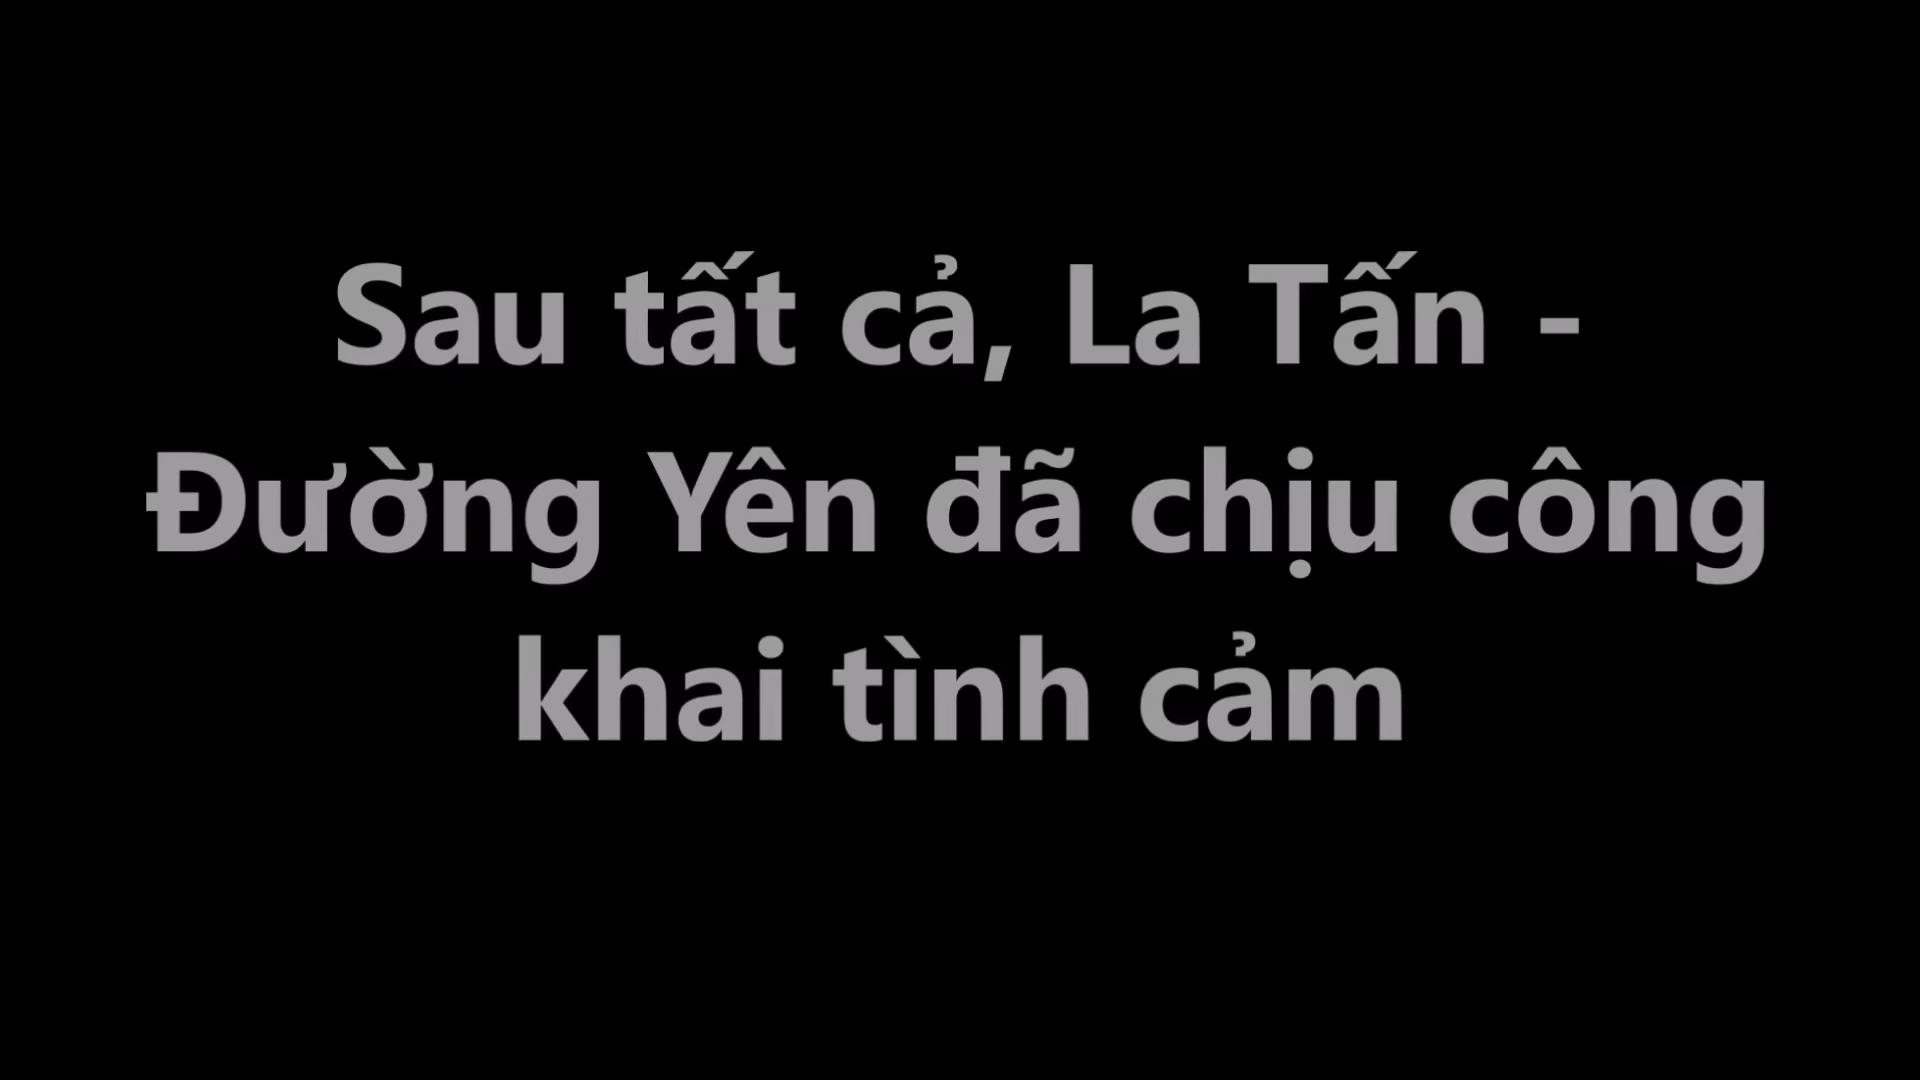 Sau tất cả, La Tấn -
Đường Yên đã chịu công
khai tình cảm